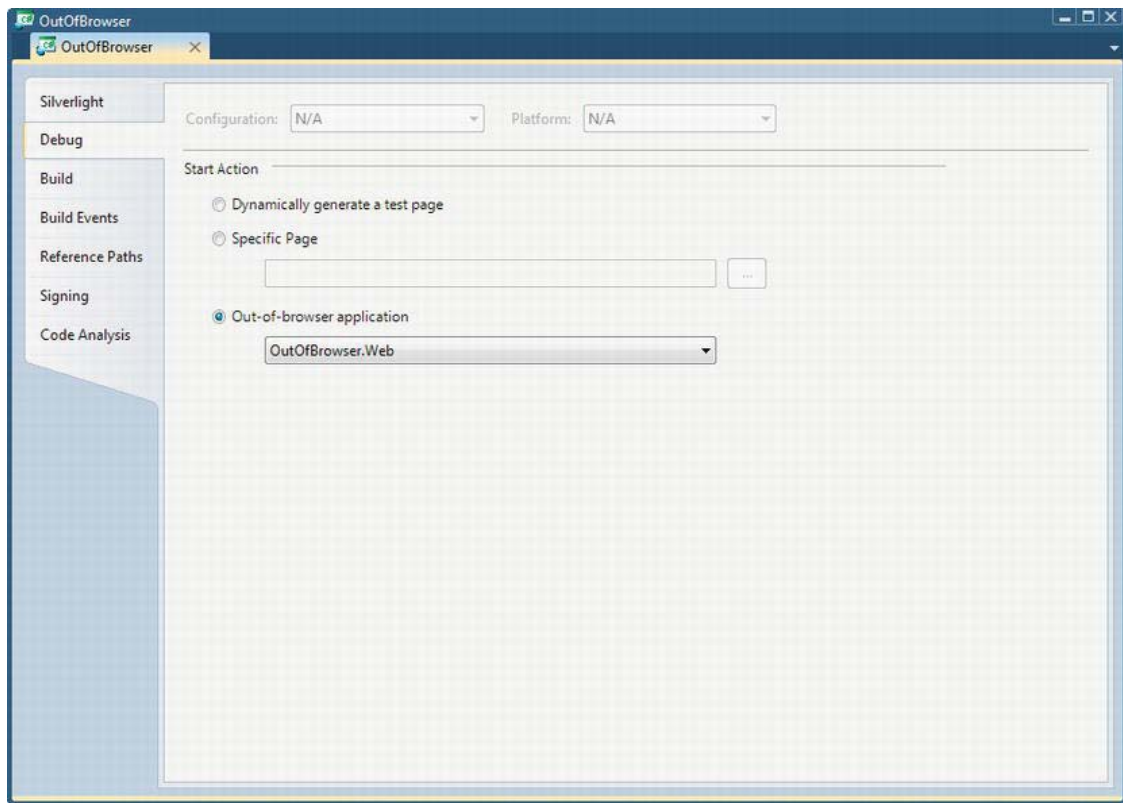 OutOfBrowser
OutOfBrowser
Silverlight
Debug
Build
Build Events
Reference Paths
Signing
Code Analysis
Configuration: N/A Platform: N/A
Start Action
Dynamically generate a test page
Specific Page
...
Out-of-browser application
OutOfBrowser.Web